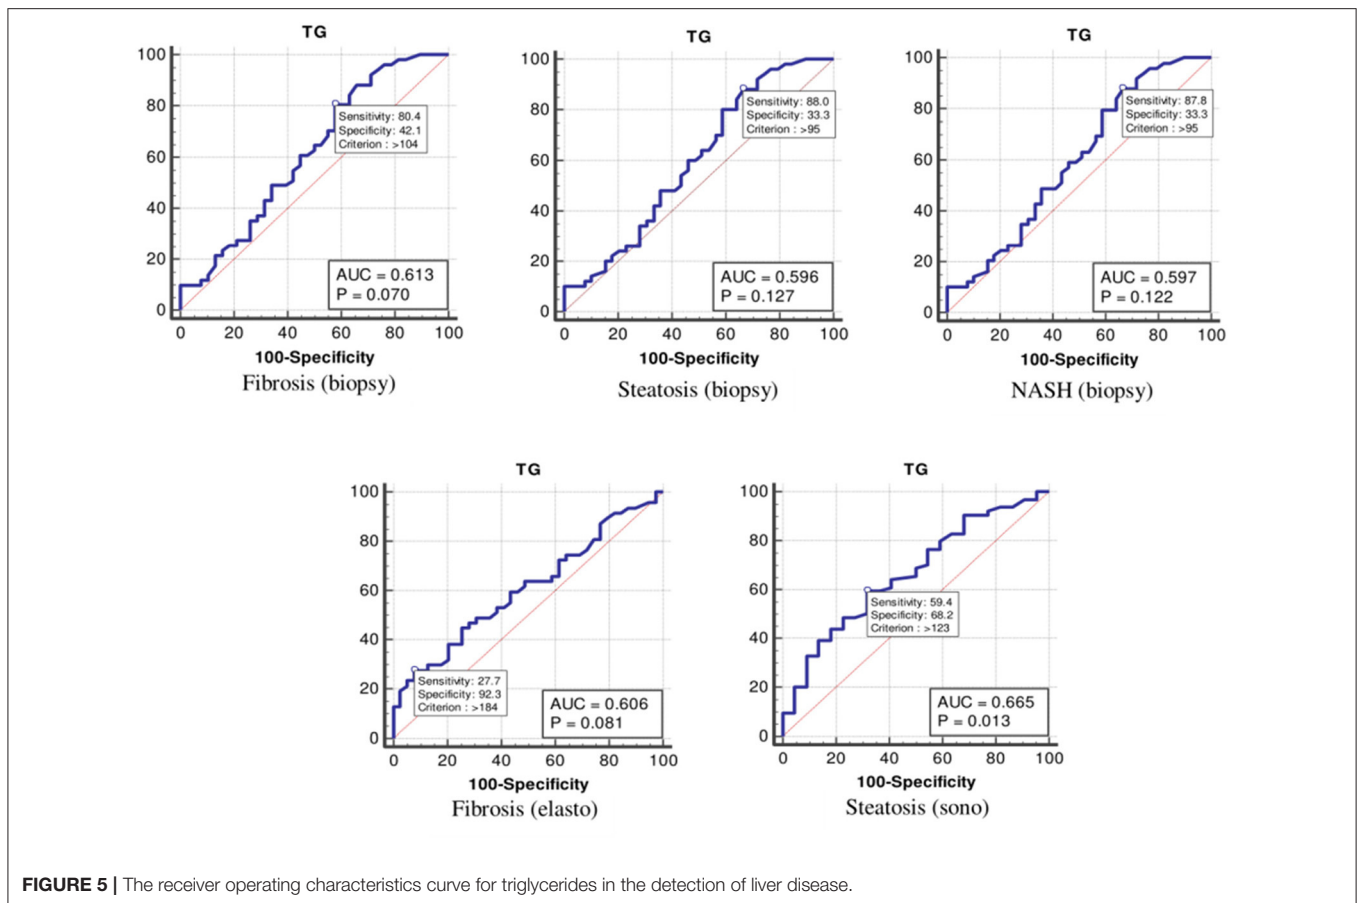 TG
100
80
60
40
20
0
Sensitivity: 80.4
Specificity: 42.1
Criterion : >104
AUC = 0.613
P = 0.070
0 20 40 60 80 100
100-Specificity
Fibrosis (biopsy)
TG
100
80
60
40
20
0
Sensitivity: 88.0
Specificity: 33.3
Criterion : >95
AUC = 0.596
P = 0.127
0 20 40 60 80 100
100-Specificity
Steatosis (biopsy)
TG
100
80
60
40
20
0
Sensitivity: 87.8
Specificity: 33.3
Criterion : >95
AUC = 0.597
P = 0.122
0 20 40 60 80 100
100-Specificity
NASH (biopsy)
TG
100
80
60
40
20
0
Sensitivity: 27.7
Specificity: 92.3
Criterion : >184
AUC = 0.606
P = 0.081
0 20 40 60 80 100
100-Specificity
Fibrosis (elasto)
TG
100
80
60
40
20
0
Sensitivity: 59.4
Specificity: 68.2
Criterion : >123
AUC = 0.665
P = 0.013
0 20 40 60 80 100
100-Specificity
Steatosis (sono)
FIGURE 5 | The receiver operating characteristics curve for triglycerides in the detection of liver disease.